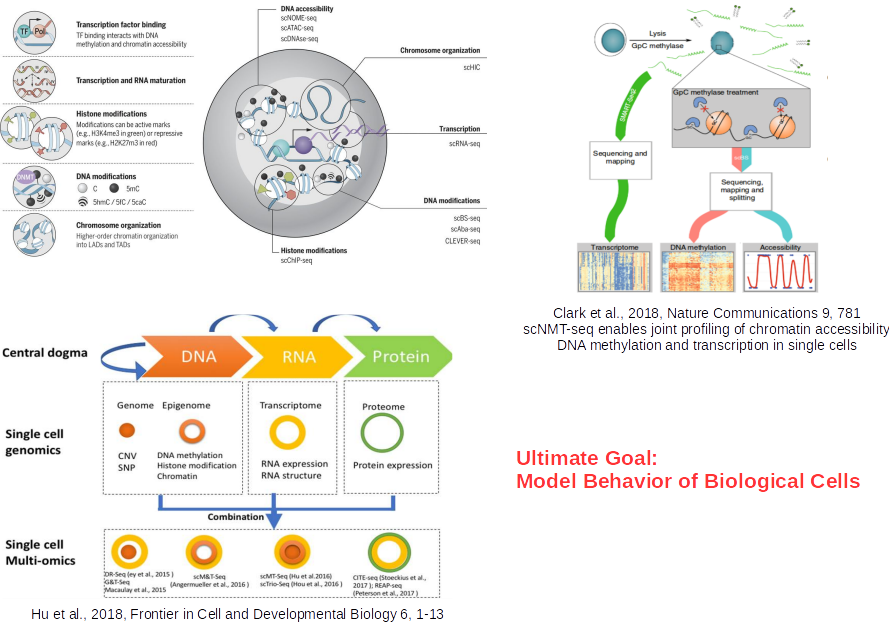 TF Pol
Transcription factor binding
TF binding interacts with DNA
methylation and chromatin accessibility
Transcription and RNA maturation
Histone modifications
Modifications can be active marks
(e.g., H3K4me3 in green) or repressive
marks (e.g., H2K27m3 in red)
DNMT
DNA modifications
C 5mC
5hmC / 5fC / 5caC
Chromosome organization
Higher-order chromatin organization
into LADs and TADs
DNA accessibility
scNOME-seq
scATAC-seq
scDNAse-seq
Chromosome organization
scHIC
Transcription
scRNA-seq
DNA modifications
scBS-seq
scAba-seq
CLEVER-seq
Histone modifications
scChIP-seq
Lysis
GpC methylase
GpC methylase treatment
SMART Seq2
Sequencing and
mapping
scBS
Sequencing,
mapping and
splitting
Transcriptome
DNA methylation
Accessibility
Clark et al., 2018, Nature Communications 9, 781
scNMT-seq enables joint profiling of chromatin accessibility
DNA methylation and transcription in single cells
Central dogma
DNA
RNA
Protein
Single cell
genomics
Genome
Epigenome
CNV
SNP
DNA methylation
Histone modification
Chromatin
Transcriptome
RNA expression
RNA structure
Proteome
Protein expression
Combination
Single cell
Multi-omics
DR-Seq (ey et al., 2015 )
G&T-Seq
Macaulay et al., 2015
scM&T-Seq
(Angermueller et al., 2016 )
scMT-Seq (Hu et al.2016)
scTrio-Seq (Hou et al., 2016 )
CITE-seq (Stoeckius et al.,
2017 ); REAP-seq
(Peterson et al., 2017 )
Hu et al., 2018, Frontier in Cell and Developmental Biology 6, 1-13
Ultimate Goal:
Model Behavior of Biological Cells